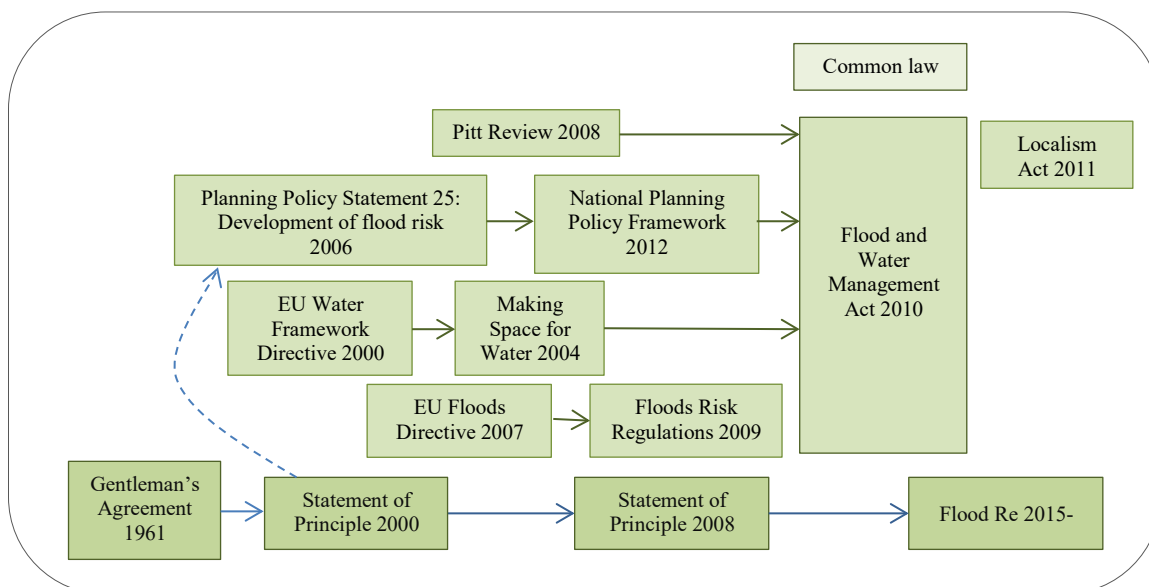 Common law
Pitt Review 2008
Localism
Act 2011
Planning Policy Statement 25:
Development of flood risk
2006
National Planning
Policy Framework
2012
Flood and
Water
Management
Act 2010
EU Water
Framework
Directive 2000
Making
Space for
Water 2004
EU Floods
Directive 2007
Floods Risk
Regulations 2009
Gentleman’s
Agreement
1961
Statement of
Principle 2000
Statement of
Principle 2008
Flood Re 2015-